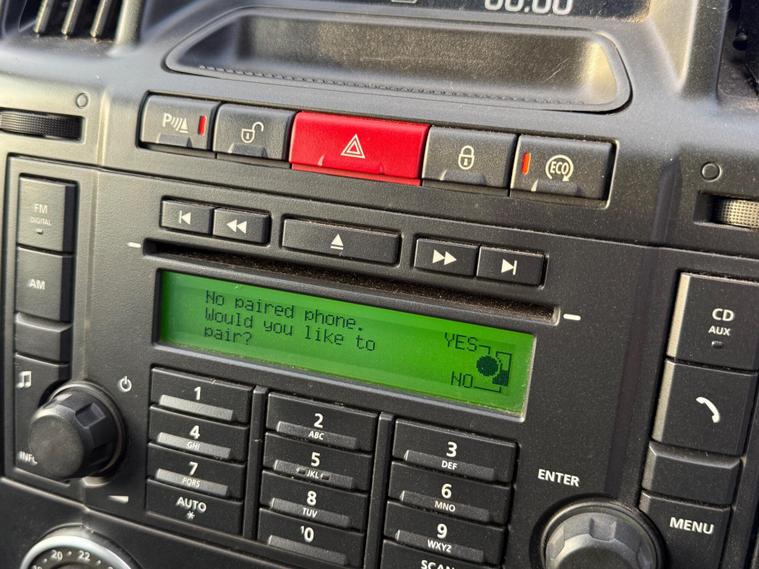 00:00
P
ECO
FM
DIGITAL
AM
INFO
No paired phone.
Would you like to
pair?
YES
NO
CD
AUX
MENU
ENTER
1
2
ABC
3
DEF
4
GHI
5
JKL
6
MNO
7
PQRS
8
TUV
9
WXYZ
AUTO
*
0
SCAN
20 22